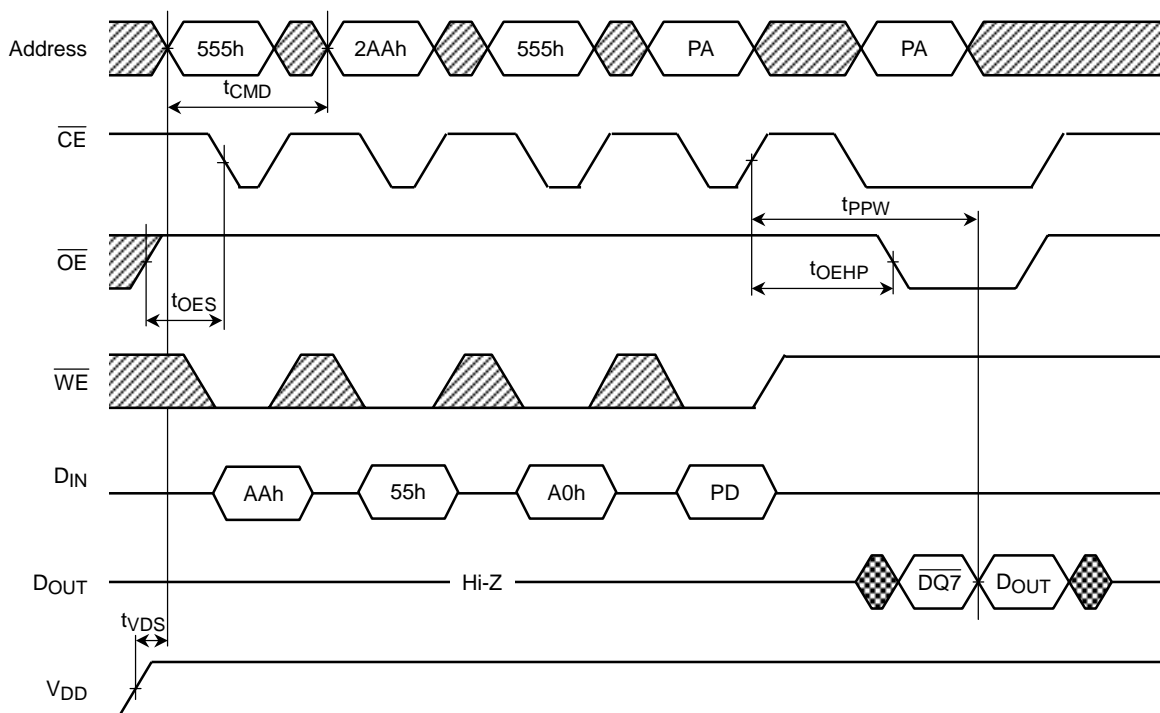 Address 555h 2AAh 555h PA PA
tCMD
CE
tPPW
OE
tOEHP
tOES
WE
DIN AAh 55h A0h PD
DOUT Hi-Z DQ7 DOUT
tVDS
VDD